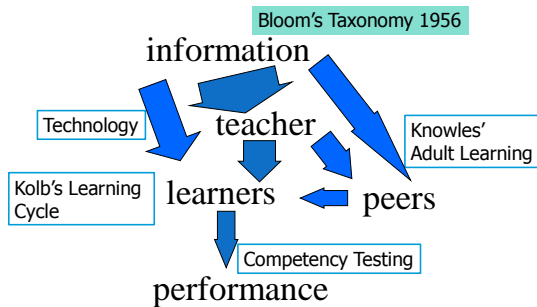 Bloom’s Taxonomy 1956
information
Technology
teacher
Knowles’
Adult Learning
Kolb’s Learning
Cycle
learners
peers
Competency Testing
performance